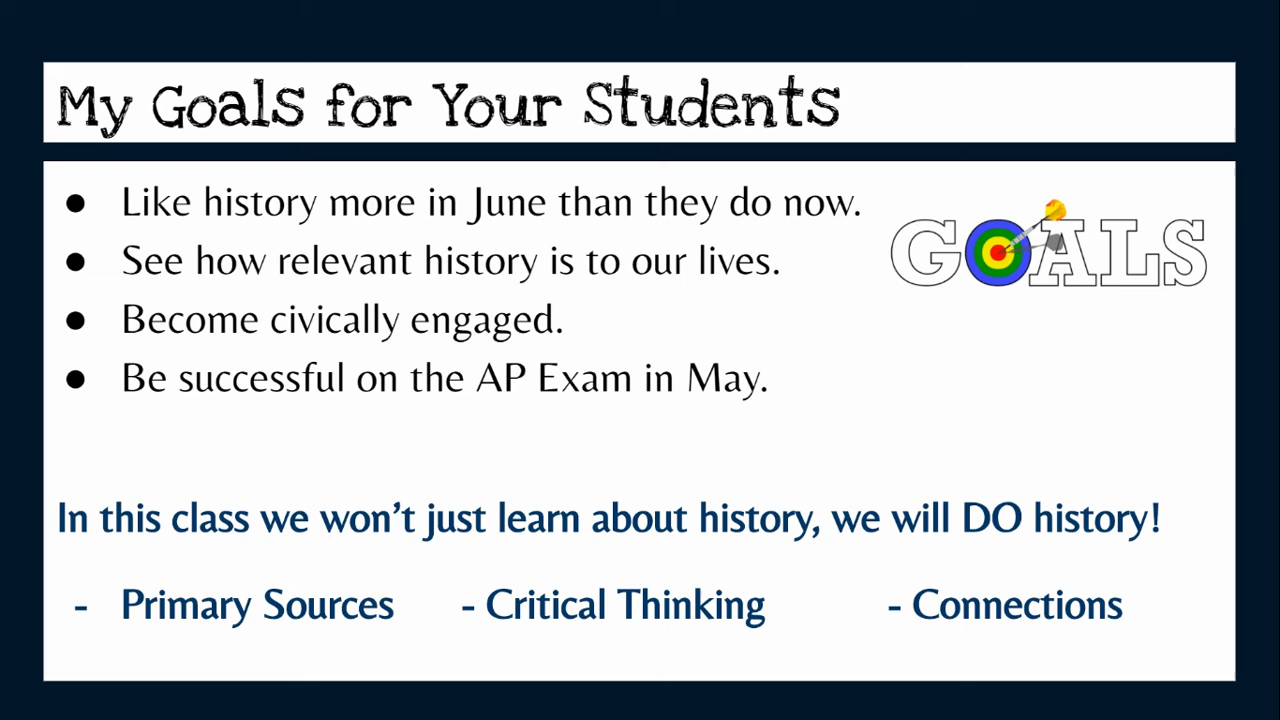 My Goals for Your Students
● Like history more in June than they do now.
● See how relevant history is to our lives.
● Become civically engaged.
● Be successful on the AP Exam in May.
GOALS
In this class we won't just learn about history, we will DO history!
- Primary Sources - Critical Thinking - Connections